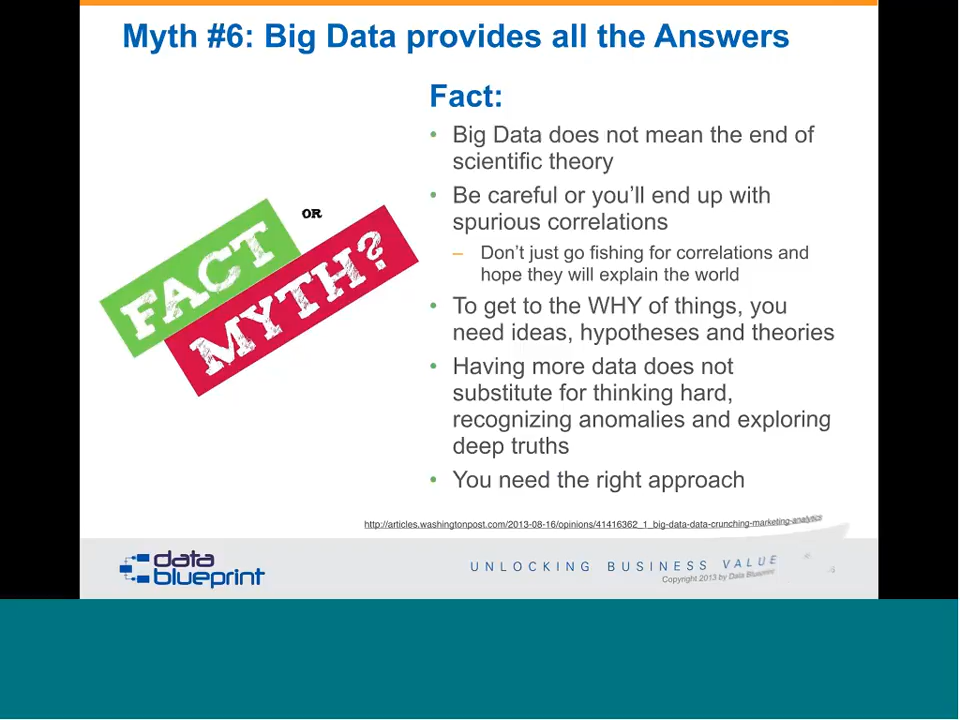 Myth #6: Big Data provides all the Answers
Fact:
• Big Data does not mean the end of
scientific theory
• Be careful or you’ll end up with
spurious correlations
– Don’t just go fishing for correlations and
hope they will explain the world
• To get to the WHY of things, you
need ideas, hypotheses and theories
• Having more data does not
substitute for thinking hard,
recognizing anomalies and exploring
deep truths
• You need the right approach
FACT
OR
MYTH?
http://articles.washingtonpost.com/2013-08-16/opinions/41416362_1_big-data-data-crunching-marketing-analytics
data
blueprint
UNLOCKING BUSINESS VALUE
Copyright 2013 by Data Blueprint